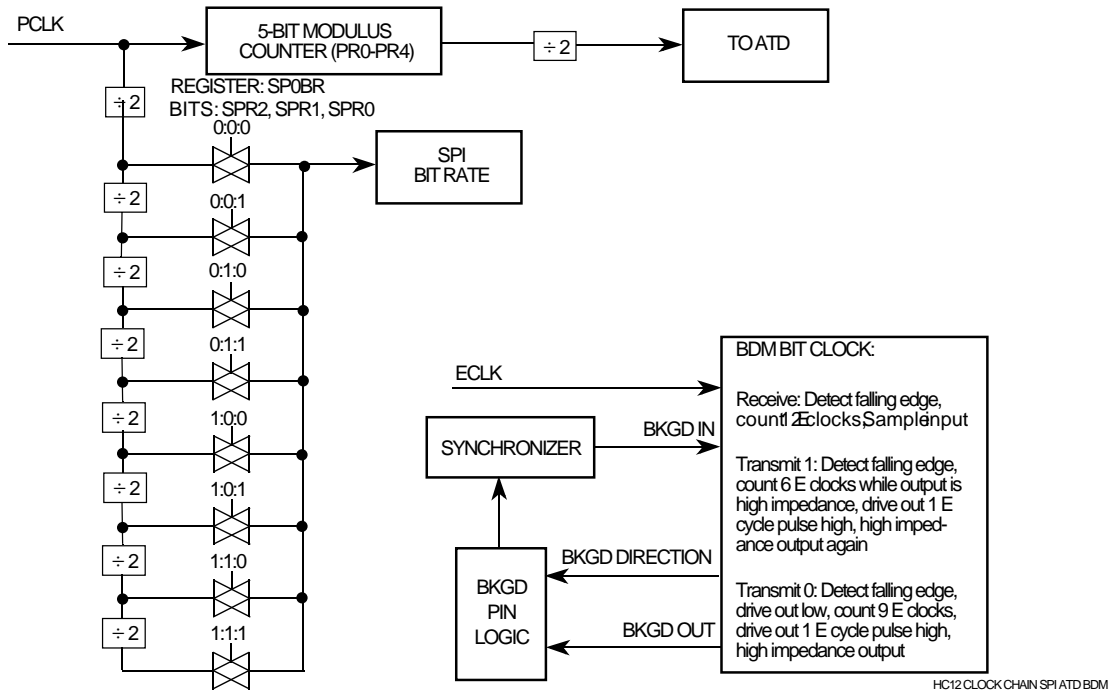 PCLK
5-BIT MODULUS
COUNTER (PR0-PR4)
÷ 2
TO ATD
÷ 2
REGISTER: SP0BR
BITS: SPR2, SPR1, SPR0
0:0:0
SPI
BIT RATE
÷ 2
0:0:1
÷ 2
0:1:0
÷ 2
0:1:1
÷ 2
1:0:0
÷ 2
1:0:1
÷ 2
1:1:0
÷ 2
1:1:1
ECLK
SYNCHRONIZER
BKGD IN
BKGD DIRECTION
BKGD
PIN
LOGIC
BKGD OUT
BDM BIT CLOCK:
Receive: Detect falling edge,
count 12 E clocks, Sample input
Transmit 1: Detect falling edge,
count 6 E clocks while output is
high impedance, drive out 1 E
cycle pulse high, high imped-
ance output again
Transmit 0: Detect falling edge,
drive out low, count 9 E clocks,
drive out 1 E cycle pulse high,
high impedance output
HC12 CLOCK CHAIN SPI ATD BDM